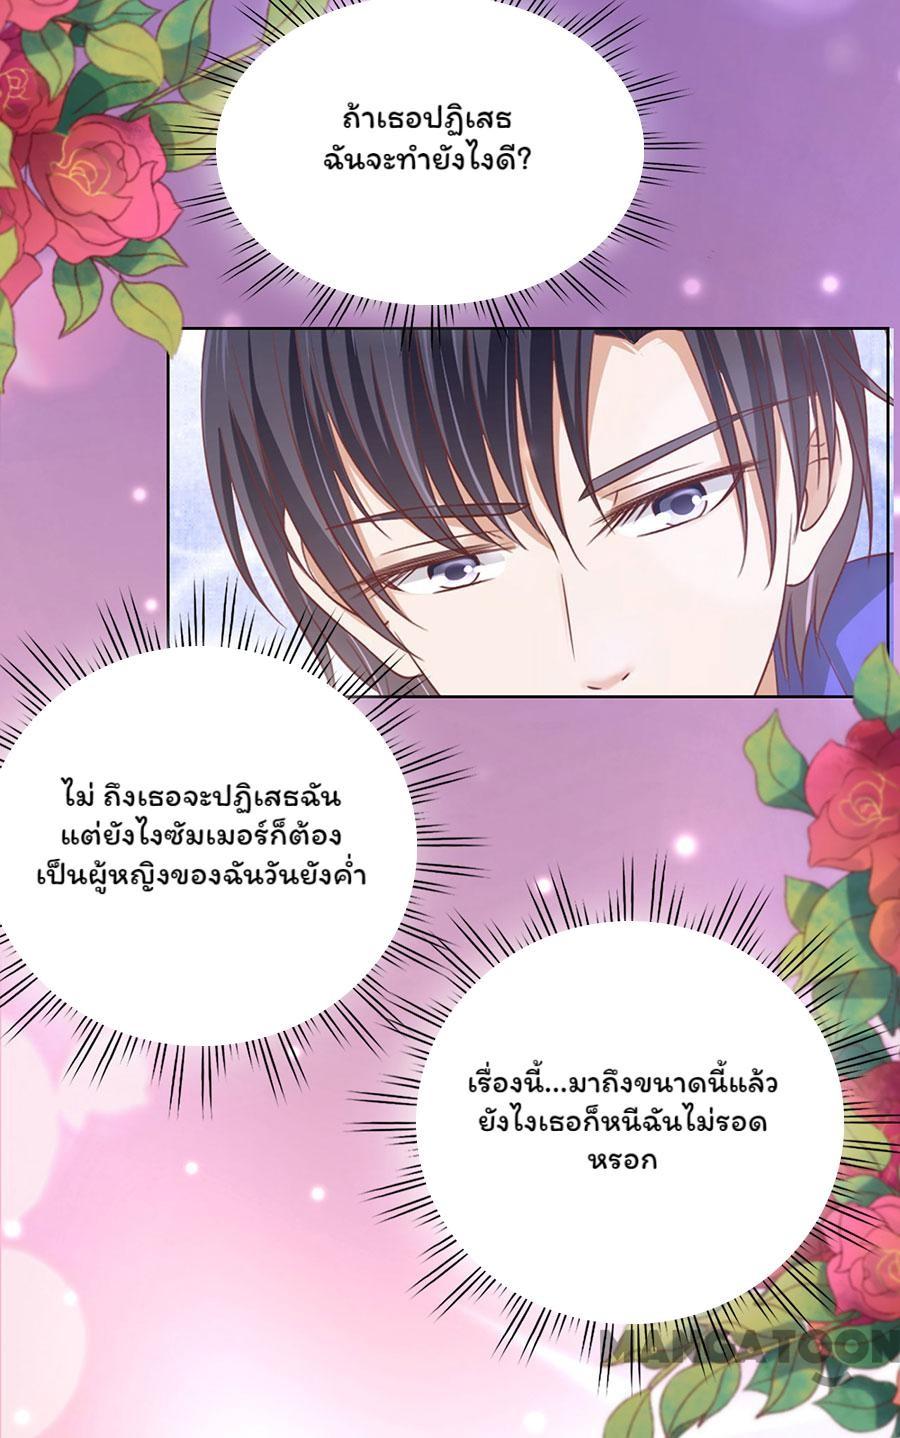 ถ้าเธอปฏิเสธ
ฉันจะทำยังไงดี?
ไม่ ถึงเธอจะปฏิเสธฉัน
แต่ยังไงซัมเมอร์ก็ต้อง
เป็นผู้หญิงของฉันวันยังค่ำ
เรื่องนี้...มาถึงขนาดนี้แล้ว
ยังไงเธอก็หนีฉันไม่รอด
หรอก
MANGATOON